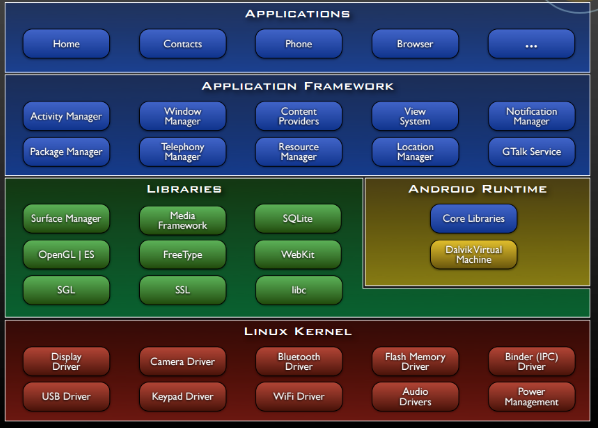 APPLICATIONS
Home
Contacts
Phone
Browser
...
APPLICATION FRAMEWORK
Activity Manager
Window
Manager
Content
Providers
View
System
Notification
Manager
Package Manager
Telephony
Manager
Resource
Manager
Location
Manager
GTalk Service
LIBRARIES
Surface Manager
Media
Framework
SQLite
OpenGL | ES
FreeType
WebKit
SGL
SSL
libc
ANDROID RUNTIME
Core Libraries
Dalvik Virtual
Machine
LINUX KERNEL
Display
Driver
Camera Driver
Bluetooth
Driver
Flash Memory
Driver
Binder (IPC)
Driver
USB Driver
Keypad Driver
WiFi Driver
Audio
Drivers
Power
Management